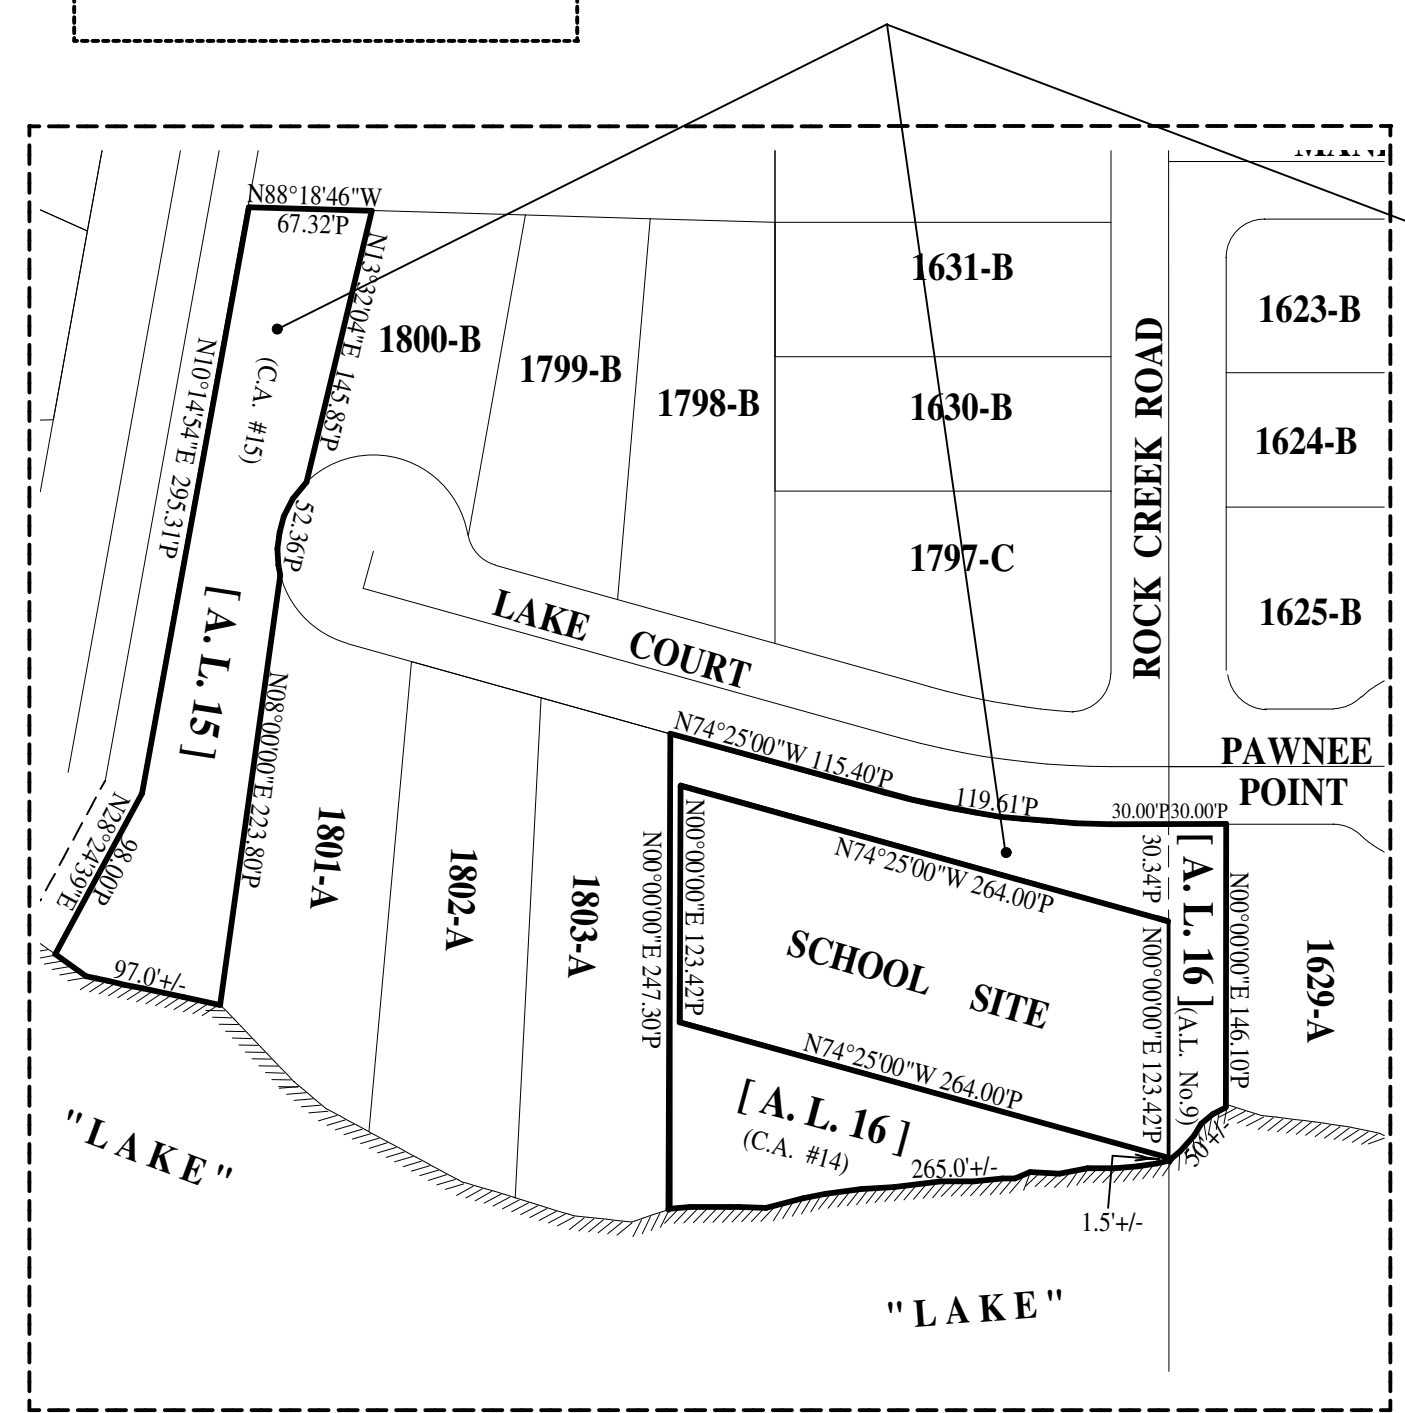 MANI
N88°18'46"W
67.32'P
N13°32'04"E 145.85'P
1631-B
1623-B
1800-B
1799-B
1798-B
1630-B
1624-B
ROCK CREEK ROAD
N10°14'54"E 295.31'P
(C.A. #15)
52.36'P
1797-C
1625-B
[ A. L. 15 ]
LAKE COURT
N08°00'00"E 223.80'P
N74°25'00"W 115.40'P
119.61'P
PAWNEE
POINT
30.00'P
30.00'P
N28°24'39"E
98.00'P
1801-A
1802-A
1803-A
N00°00'00"E 247.30'P
N00°00'00"E 123.42'P
N74°25'00"W 264.00'P
30.34'P
[ A. L. 16 ]
(A.L. No.9)
N00°00'00"E 146.10'P
1629-A
SCHOOL SITE
N00°00'00"E 123.42'P
97.0'+/-
N74°25'00"W 264.00'P
[ A. L. 16 ]
(C.A. #14)
265.0'+/-
50'+/-
1.5'+/-
"LAKE"
"LAKE"